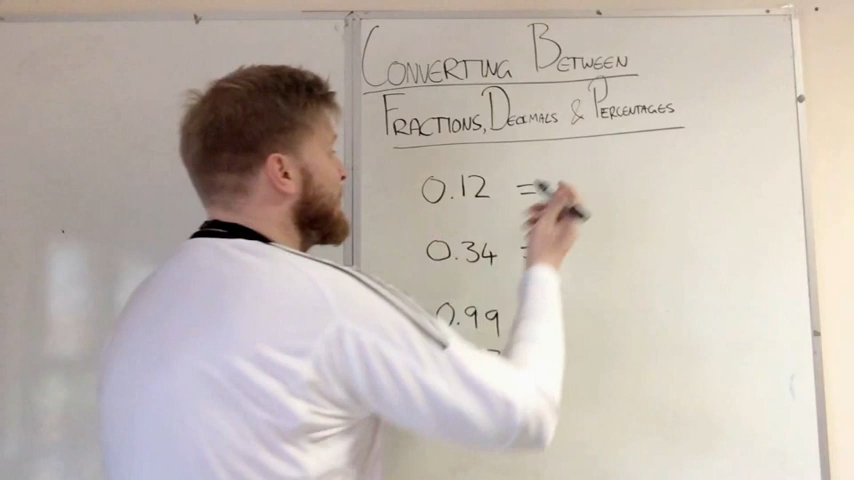 CONVERTING BETWEEN
FRACTIONS, DECIMALS & PERCENTAGES
0.12 =
0.34 =
0.99